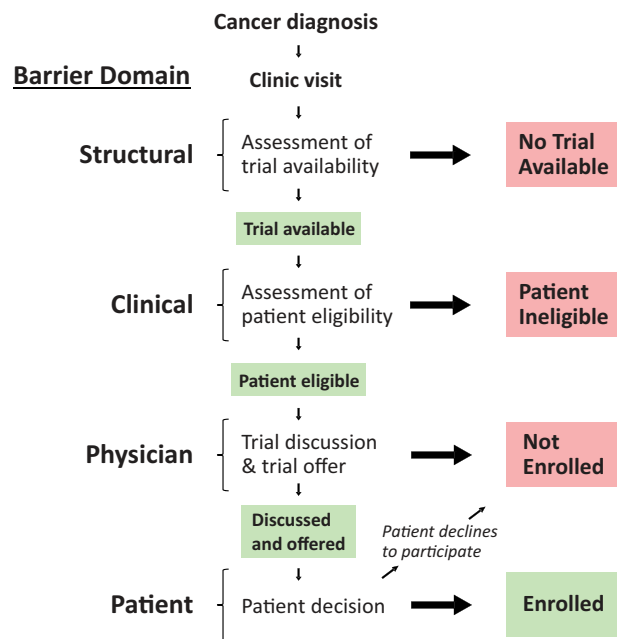 Cancer diagnosis
Barrier Domain
Clinic visit
Structural
Assessment of
trial availability
No Trial
Available
Trial available
Clinical
Assessment of
patient eligibility
Patient
Ineligible
Patient eligible
Physician
Trial discussion
& trial offer
Not
Enrolled
Discussed
and offered
Patient declines
to participate
Patient
Patient decision
Enrolled